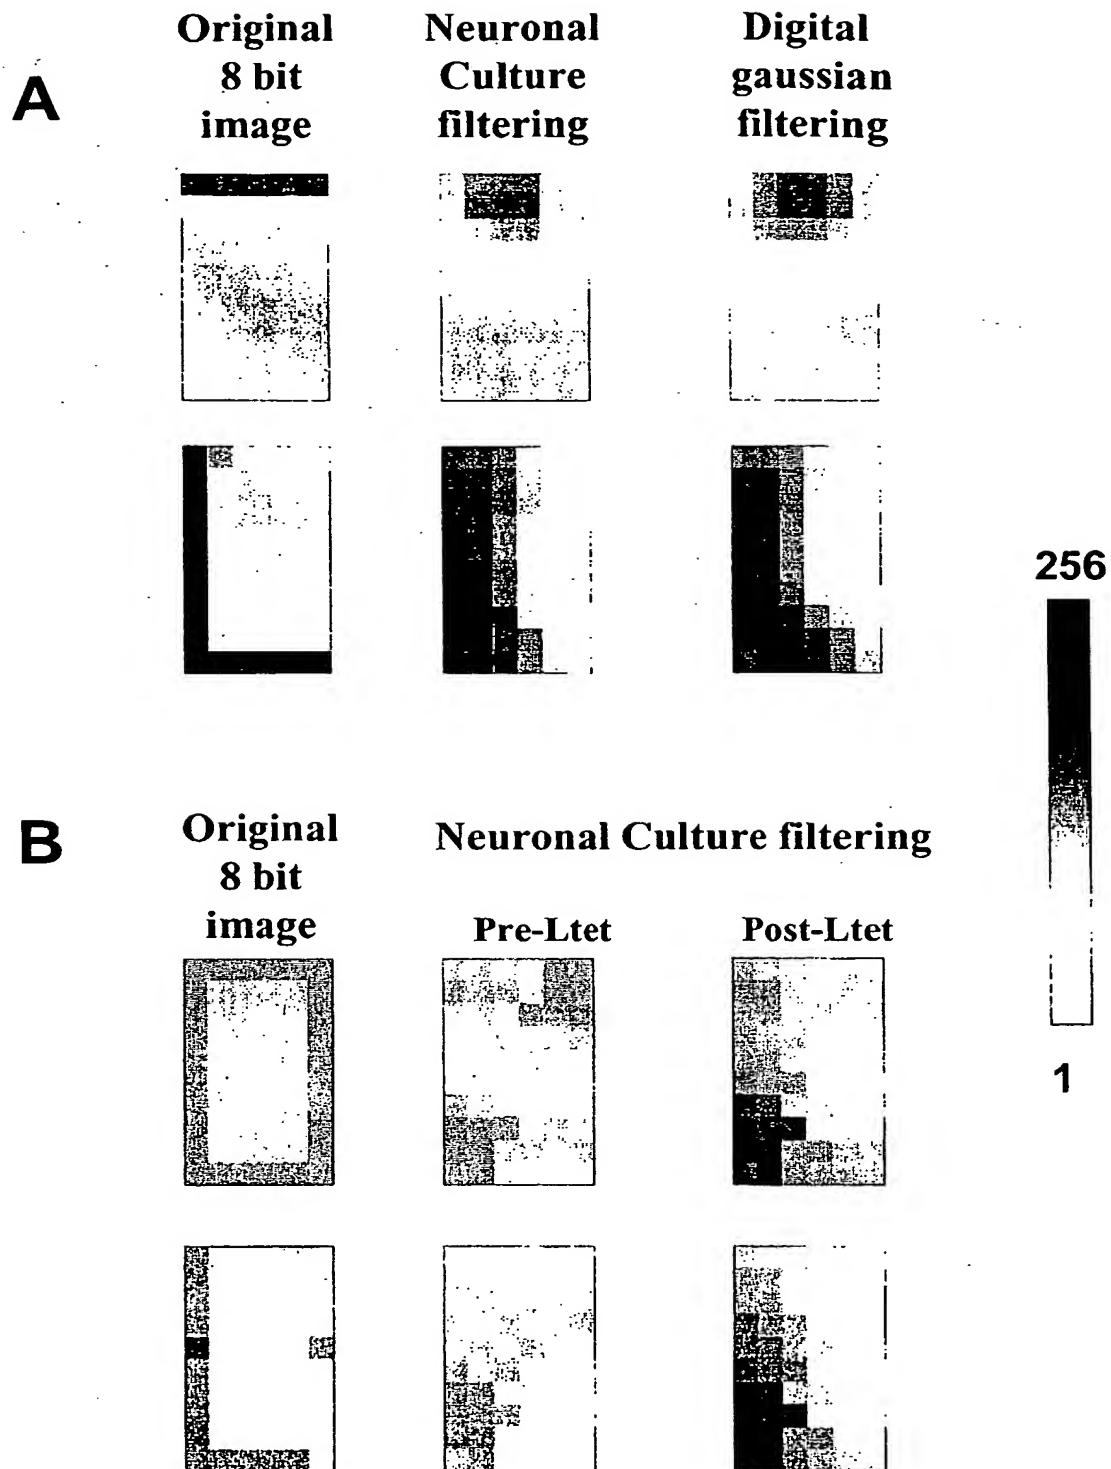 A
Original
8 bit
image
Neuronal
Culture
filtering
Digital
gaussian
filtering
256
1
B
Original
8 bit
image
Neuronal Culture filtering
Pre-Ltet
Post-Ltet